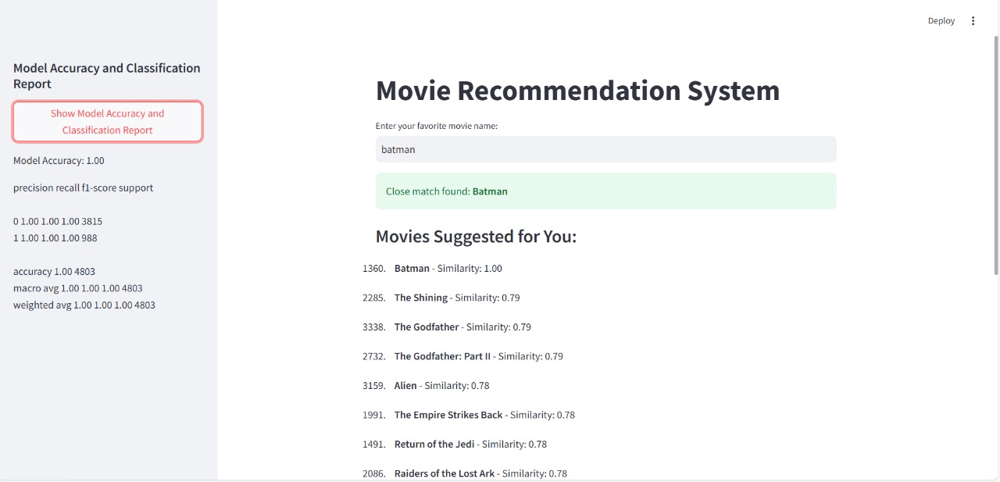 Deploy
Model Accuracy and Classification
Report
Show Model Accuracy and
Classification Report
Model Accuracy: 1.00
precision recall f1-score support
0 1.00 1.00 1.00 3815
1 1.00 1.00 1.00 988
accuracy 1.00 4803
macro avg 1.00 1.00 1.00 4803
weighted avg 1.00 1.00 1.00 4803
Movie Recommendation System
Enter your favorite movie name:
batman
Close match found: Batman
Movies Suggested for You:
1360. Batman - Similarity: 1.00
2285. The Shining - Similarity: 0.79
3338. The Godfather - Similarity: 0.79
2732. The Godfather: Part II - Similarity: 0.79
3159. Alien - Similarity: 0.78
1991. The Empire Strikes Back - Similarity: 0.78
1491. Return of the Jedi - Similarity: 0.78
2086. Raiders of the Lost Ark - Similarity: 0.78